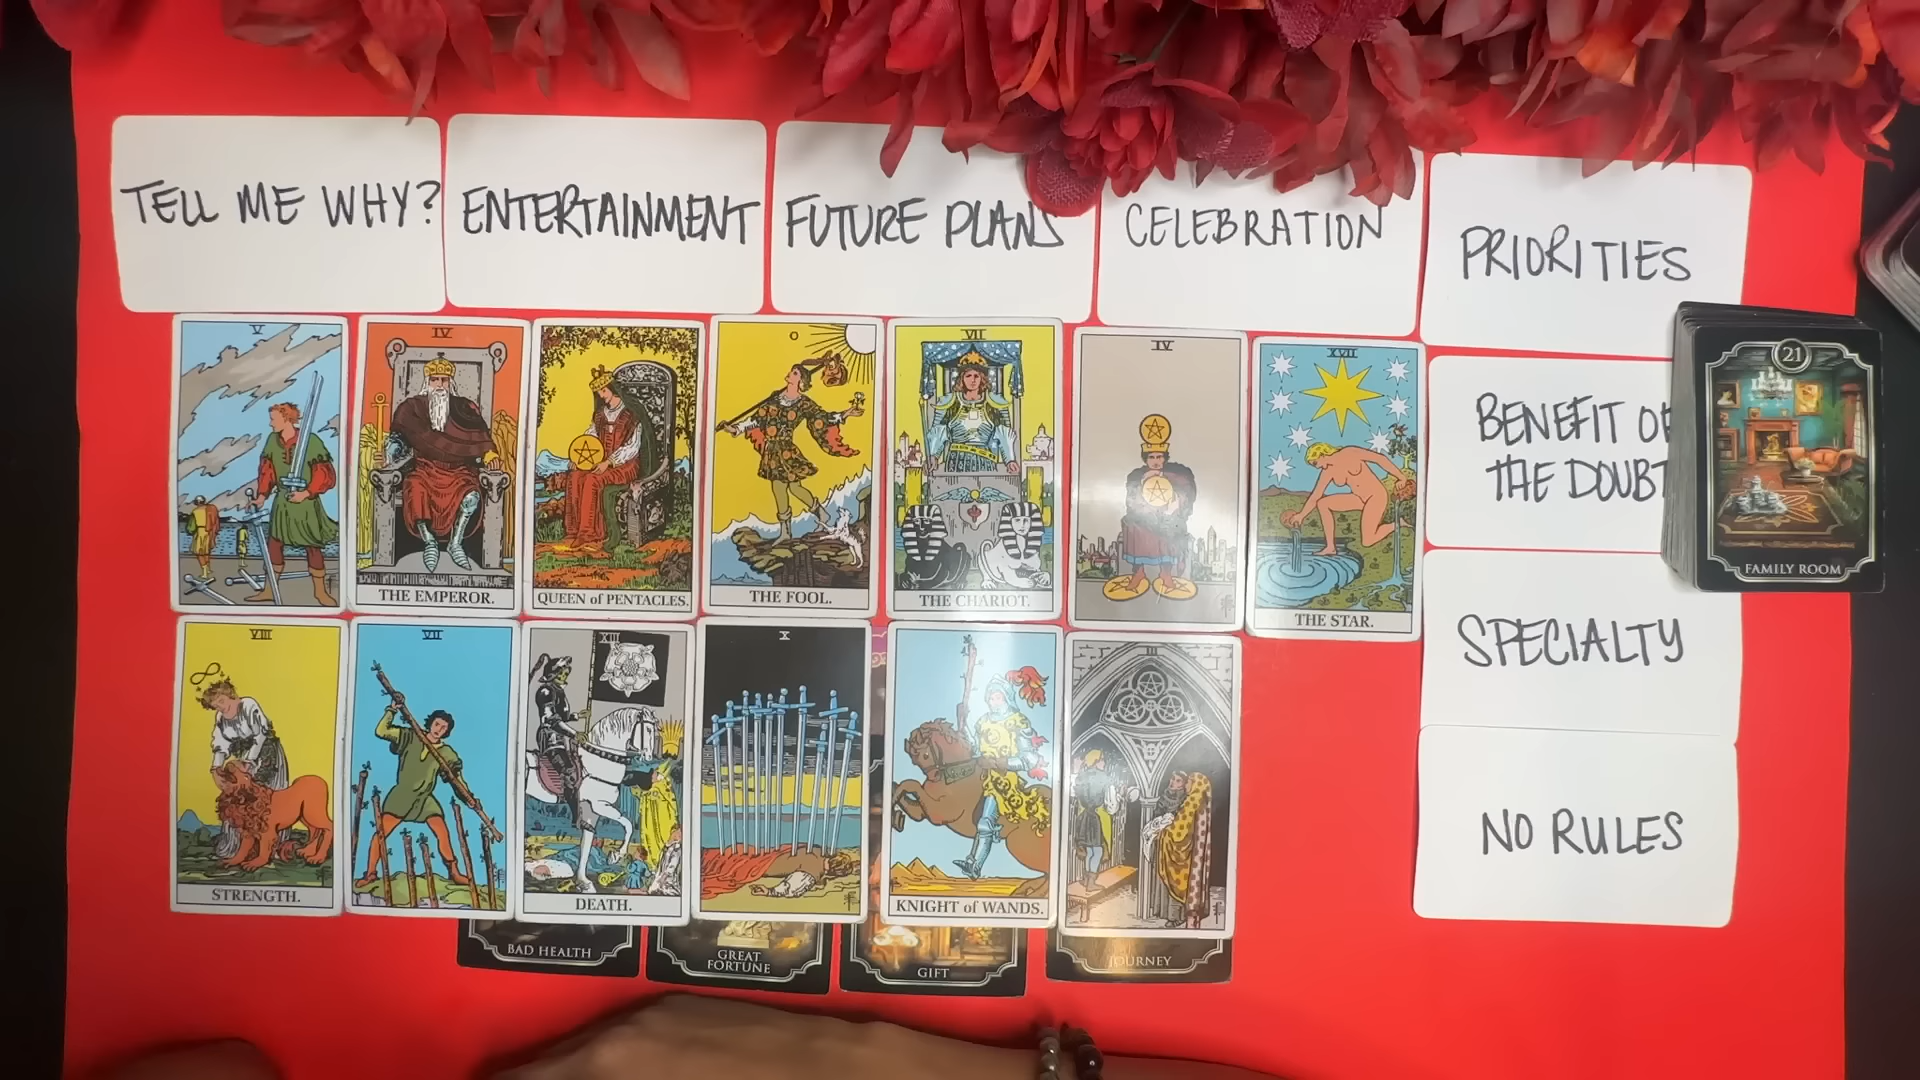 TELL ME WHY?
ENTERTAINMENT
FUTURE PLANS
CELEBRATION
PRIORITIES
BENEFIT OF
THE DOUBT
SPECIALTY
NO RULES
21
FAMILY ROOM
V
IV
THE EMPEROR.
QUEEN of PENTACLES.
0
THE FOOL.
VII
THE CHARIOT.
IV
XVII
THE STAR.
VIII
STRENGTH.
VII
XIII
DEATH.
X
KNIGHT of WANDS.
III
BAD HEALTH
GREAT
FORTUNE
GIFT
JOURNEY